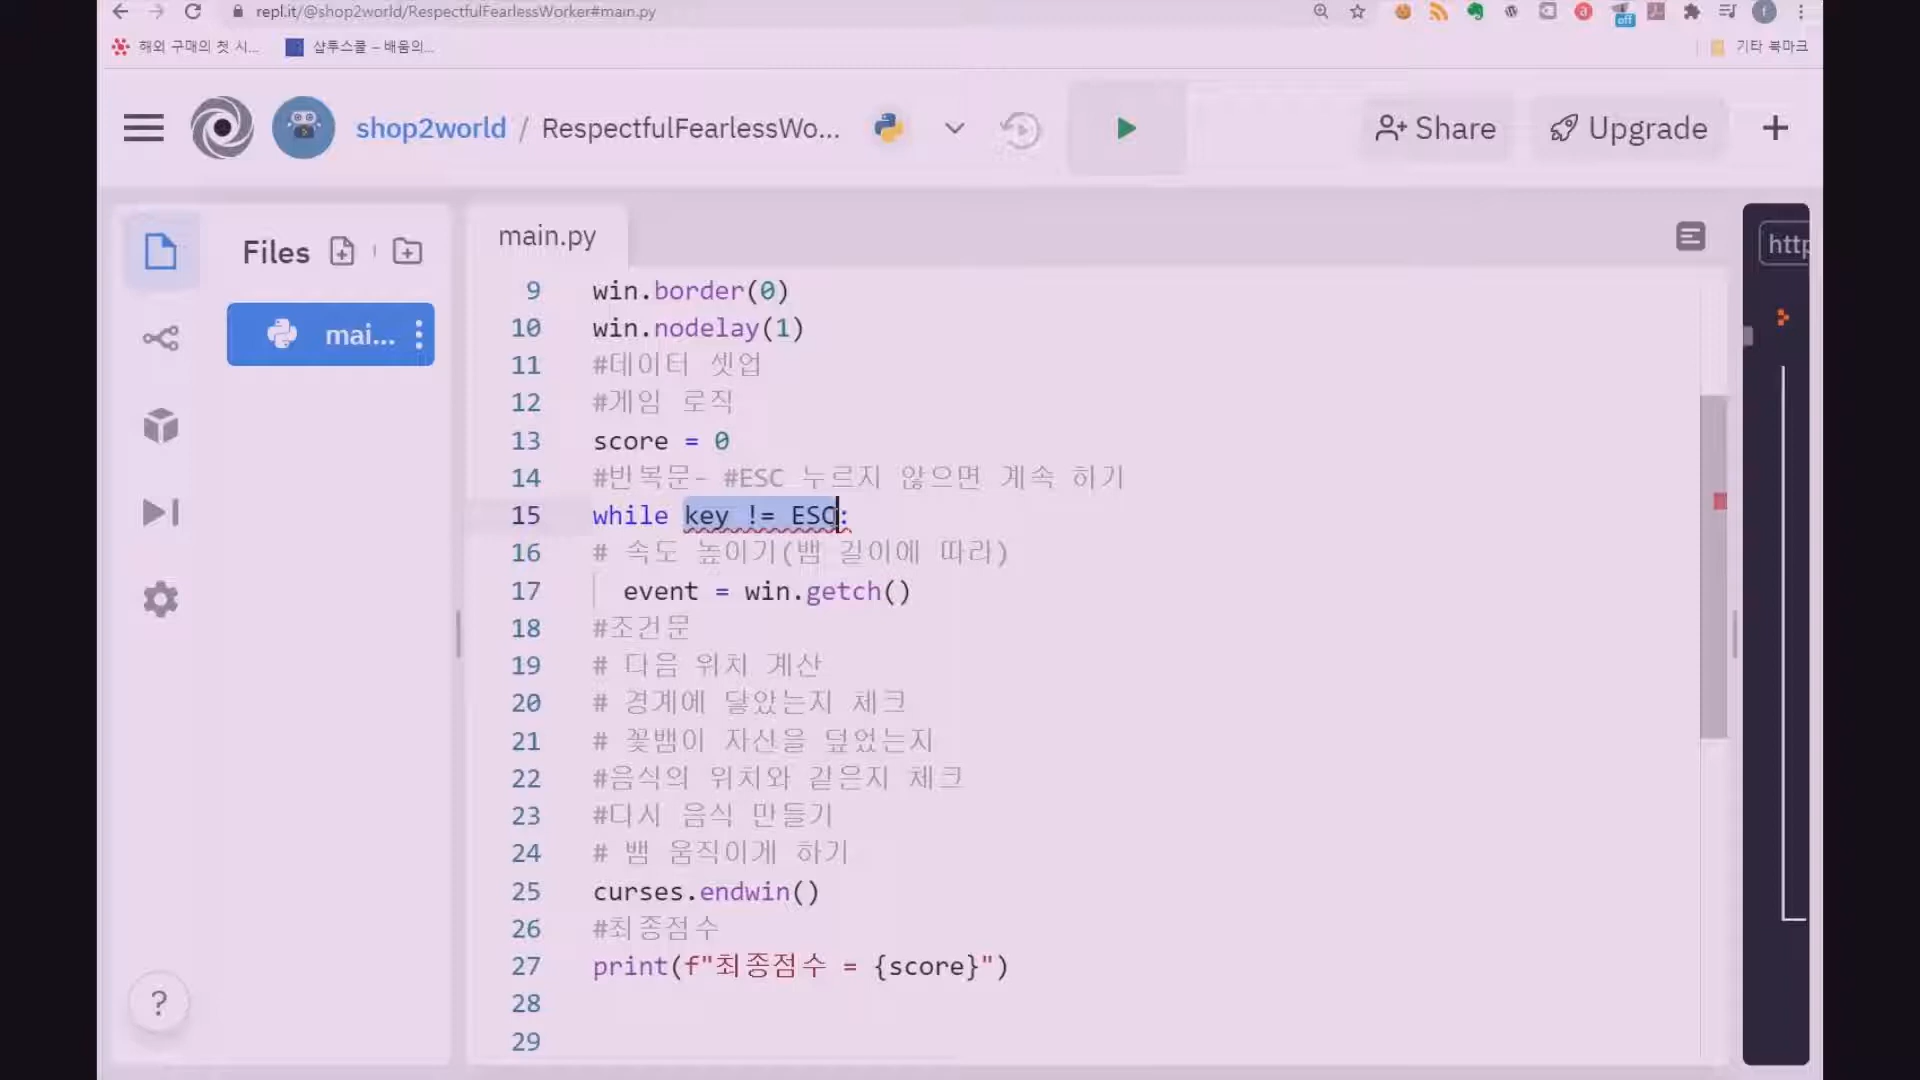 repl.it/@shop2world/RespectfulFearlessWorker#main.py
off
f
해외 구매의 첫 시...
샵투스쿨 – 배움의...
기타 북마크
shop2world / RespectfulFearlessWo...
Share
Upgrade
Files
mai...
main.py
http
9 win.border(0)
10 win.nodelay(1)
11 #데이터 셋업
12 #게임 로직
13 score = 0
14 #반복문- #ESC 누르지 않으면 계속 하기
15 while key != ESC:
16 # 속도 높이기(뱀 길이에 따라)
17 event = win.getch()
18 #조건문
19 # 다음 위치 계산
20 # 경계에 닿았는지 체크
21 # 꽃뱀이 자신을 덮었는지
22 #음식의 위치와 같은지 체크
23 #다시 음식 만들기
24 # 뱀 움직이게 하기
25 curses.endwin()
26 #최종점수
27 print(f"최종점수 = {score}")
28
29
?